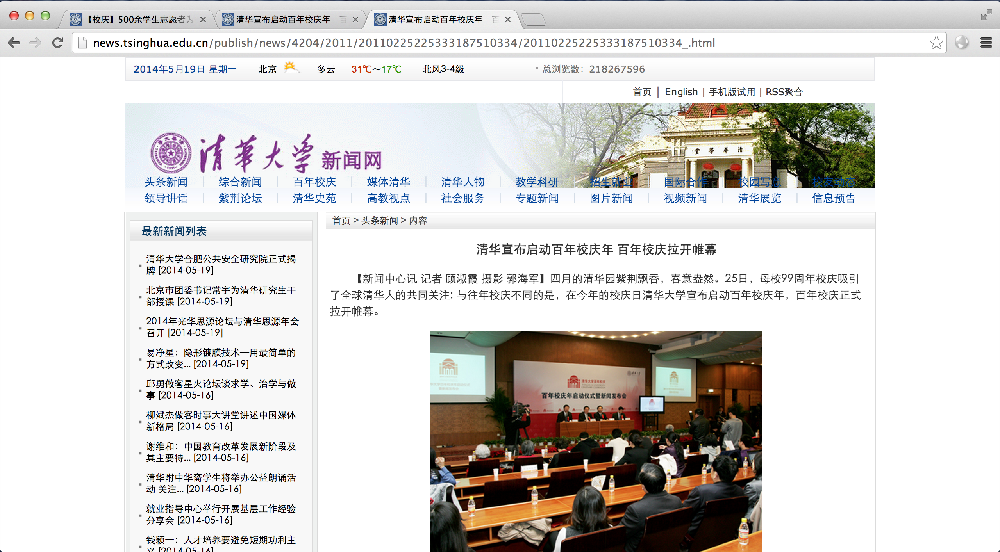 【校庆】500余学生志愿者为
清华宣布启动百年校庆年 百
清华宣布启动百年校庆年 百
news.tsinghua.edu.cn/publish/news/4204/2011/20110225225333187510334/20110225225333187510334_.html
2014年5月19日 星期一 北京 多云 31℃～17℃ 北风3-4级 总浏览数：218267596
首页 | English | 手机版试用 | RSS聚合
清華大学 新闻网
清華學堂
头条新闻 综合新闻 百年校庆 媒体清华 清华人物 教学科研 招生就业 国际合作 校园写意 校友动态
领导讲话 紫荆论坛 清华史苑 高教视点 社会服务 专题新闻 图片新闻 视频新闻 清华展览 信息预告
最新新闻列表
清华大学合肥公共安全研究院正式揭
牌 [2014-05-19]
北京市团委书记常宇为清华研究生干
部授课 [2014-05-19]
2014年光华思源论坛与清华思源年会
召开 [2014-05-19]
易净星：隐形镀膜技术—用最简单的
方式改变... [2014-05-19]
邱勇做客星火论坛谈求学、治学与做
事 [2014-05-16]
柳斌杰做客时事大讲堂讲述中国媒体
新格局 [2014-05-16]
谢维和：中国教育改革发展新阶段及
其主要特... [2014-05-16]
清华附中华裔学生将举办公益朗诵活
动 关注... [2014-05-16]
就业指导中心举行开展基层工作经验
分享会 [2014-05-16]
钱颖一：人才培养要避免短期功利主
义 [2014-05-16]
首页 > 头条新闻 > 内容
清华宣布启动百年校庆年 百年校庆拉开帷幕
【新闻中心讯 记者 顾淑霞 摄影 郭海军】四月的清华园紫荆飘香，春意盎然。25日，母校99周年校庆吸引
了全球清华人的共同关注: 与往年校庆不同的是，在今年的校庆日清华大学宣布启动百年校庆年，百年校庆正式
拉开帷幕。
清华大学百年校庆
百年校庆年启动仪式暨新闻发布会